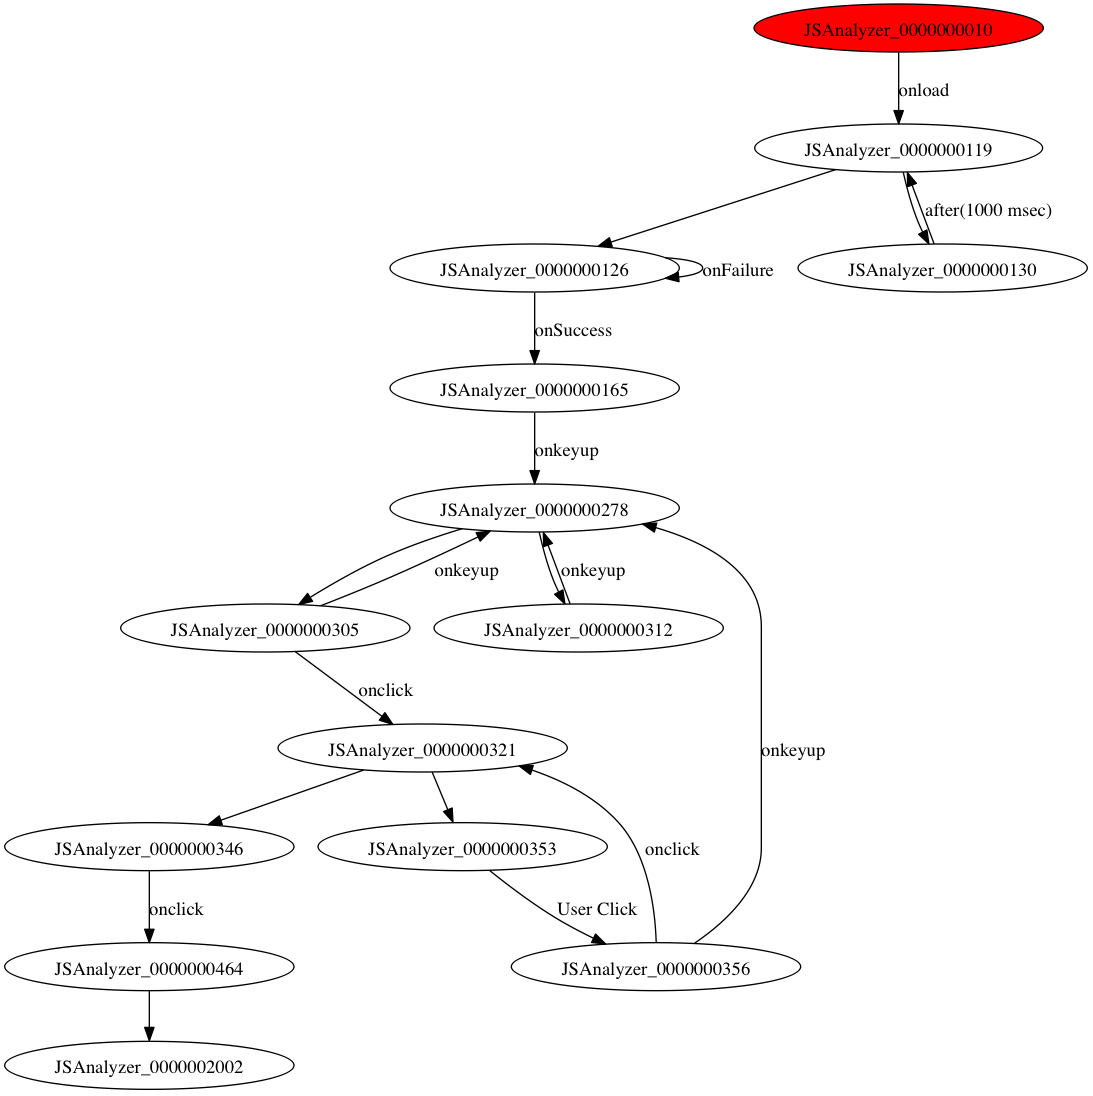 JSAnalyzer_0000000010
onload
JSAnalyzer_0000000119
after(1000 msec)
JSAnalyzer_0000000126
onFailure
JSAnalyzer_0000000130
onSuccess
JSAnalyzer_0000000165
onkeyup
JSAnalyzer_0000000278
onkeyup
onkeyup
JSAnalyzer_0000000305
JSAnalyzer_0000000312
onclick
JSAnalyzer_0000000321
onkeyup
JSAnalyzer_0000000346
JSAnalyzer_0000000353
onclick
onclick
User Click
JSAnalyzer_0000000464
JSAnalyzer_0000000356
JSAnalyzer_0000002002